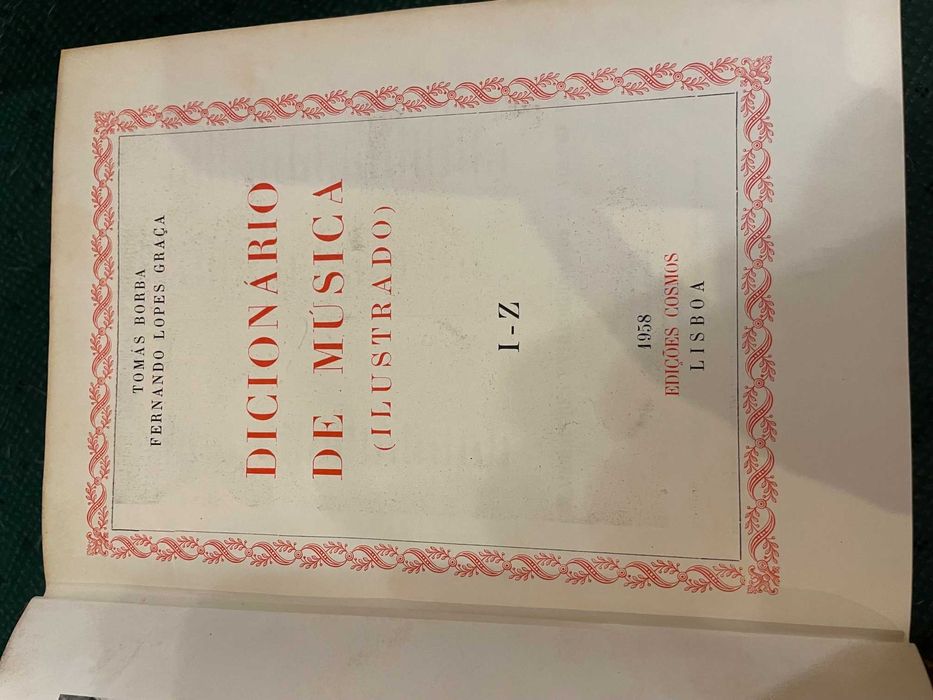 TOMÁS BORBA
FERNANDO LOPES GRAÇA
DICIONÁRIO
DE MÚSICA
(ILUSTRADO)
I-Z
1958
EDIÇÕES COSMOS
LISBOA